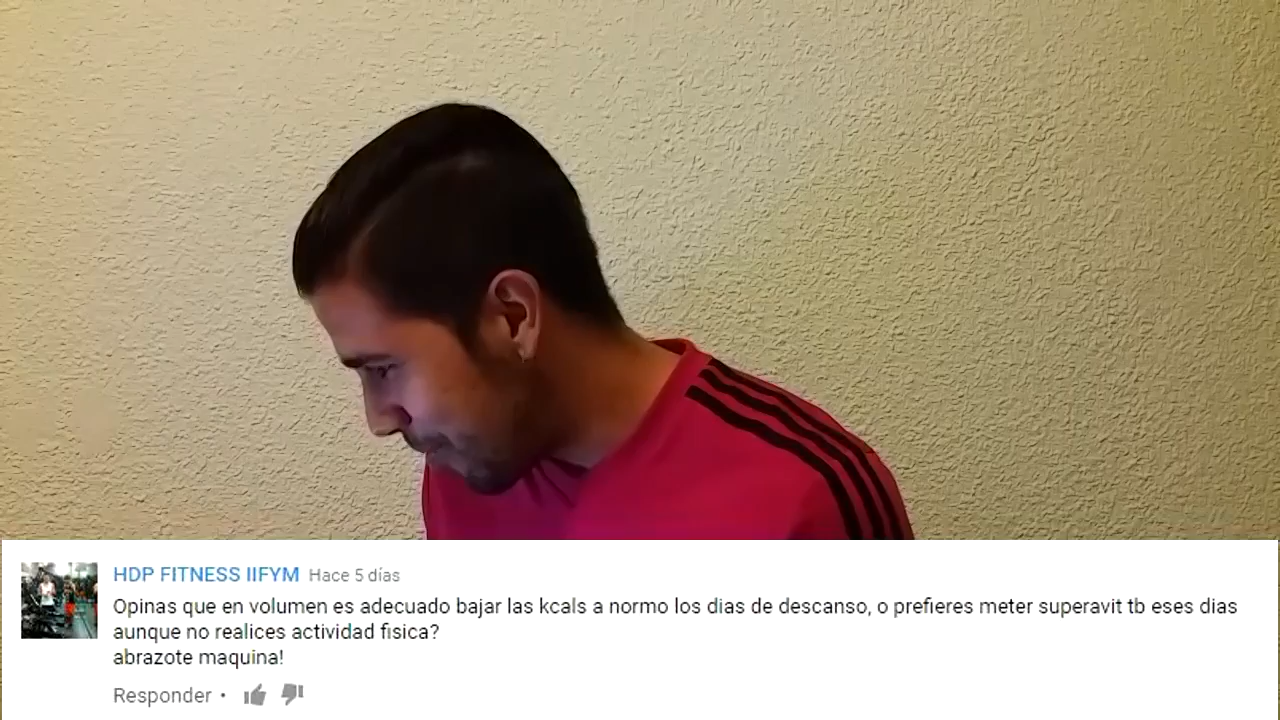 HDP FITNESS IIFYM Hace 5 días
Opinas que en volumen es adecuado bajar las kcals a normo los dias de descanso, o prefieres meter superavit tb eses dias
aunque no realices actividad fisica?
abrazote maquina!
Responder •